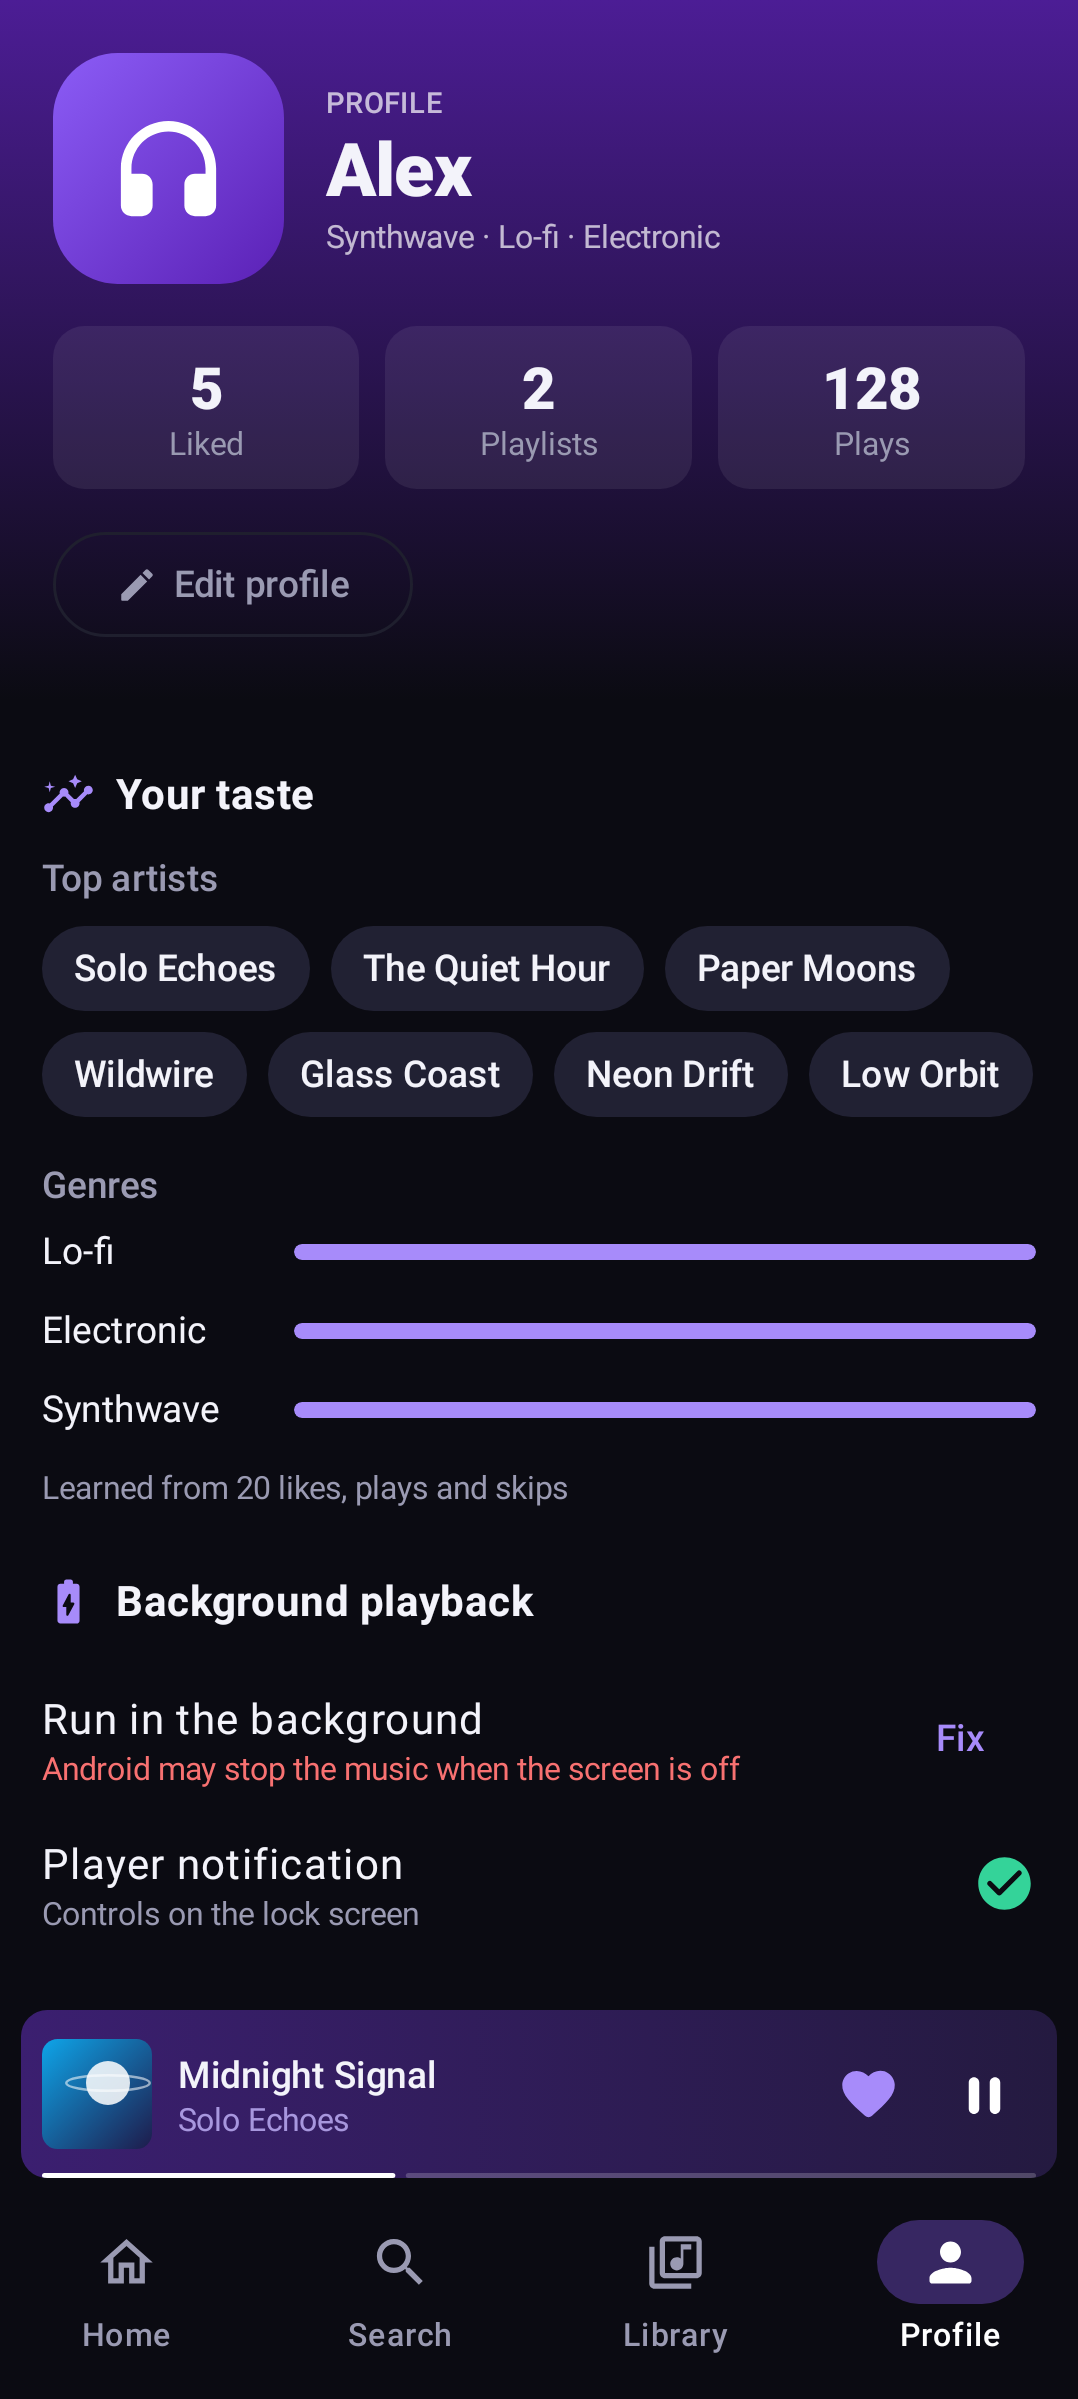 PROFILE
Alex
Synthwave · Lo-fi · Electronic
5
Liked
2
Playlists
128
Plays
Edit profile
Your taste
Top artists
Solo Echoes
The Quiet Hour
Paper Moons
Wildwire
Glass Coast
Neon Drift
Low Orbit
Genres
Lo-fi
Electronic
Synthwave
Learned from 20 likes, plays and skips
Background playback
Run in the background
Fix
Android may stop the music when the screen is off
Player notification
Controls on the lock screen
Midnight Signal
Solo Echoes
Home
Search
Library
Profile